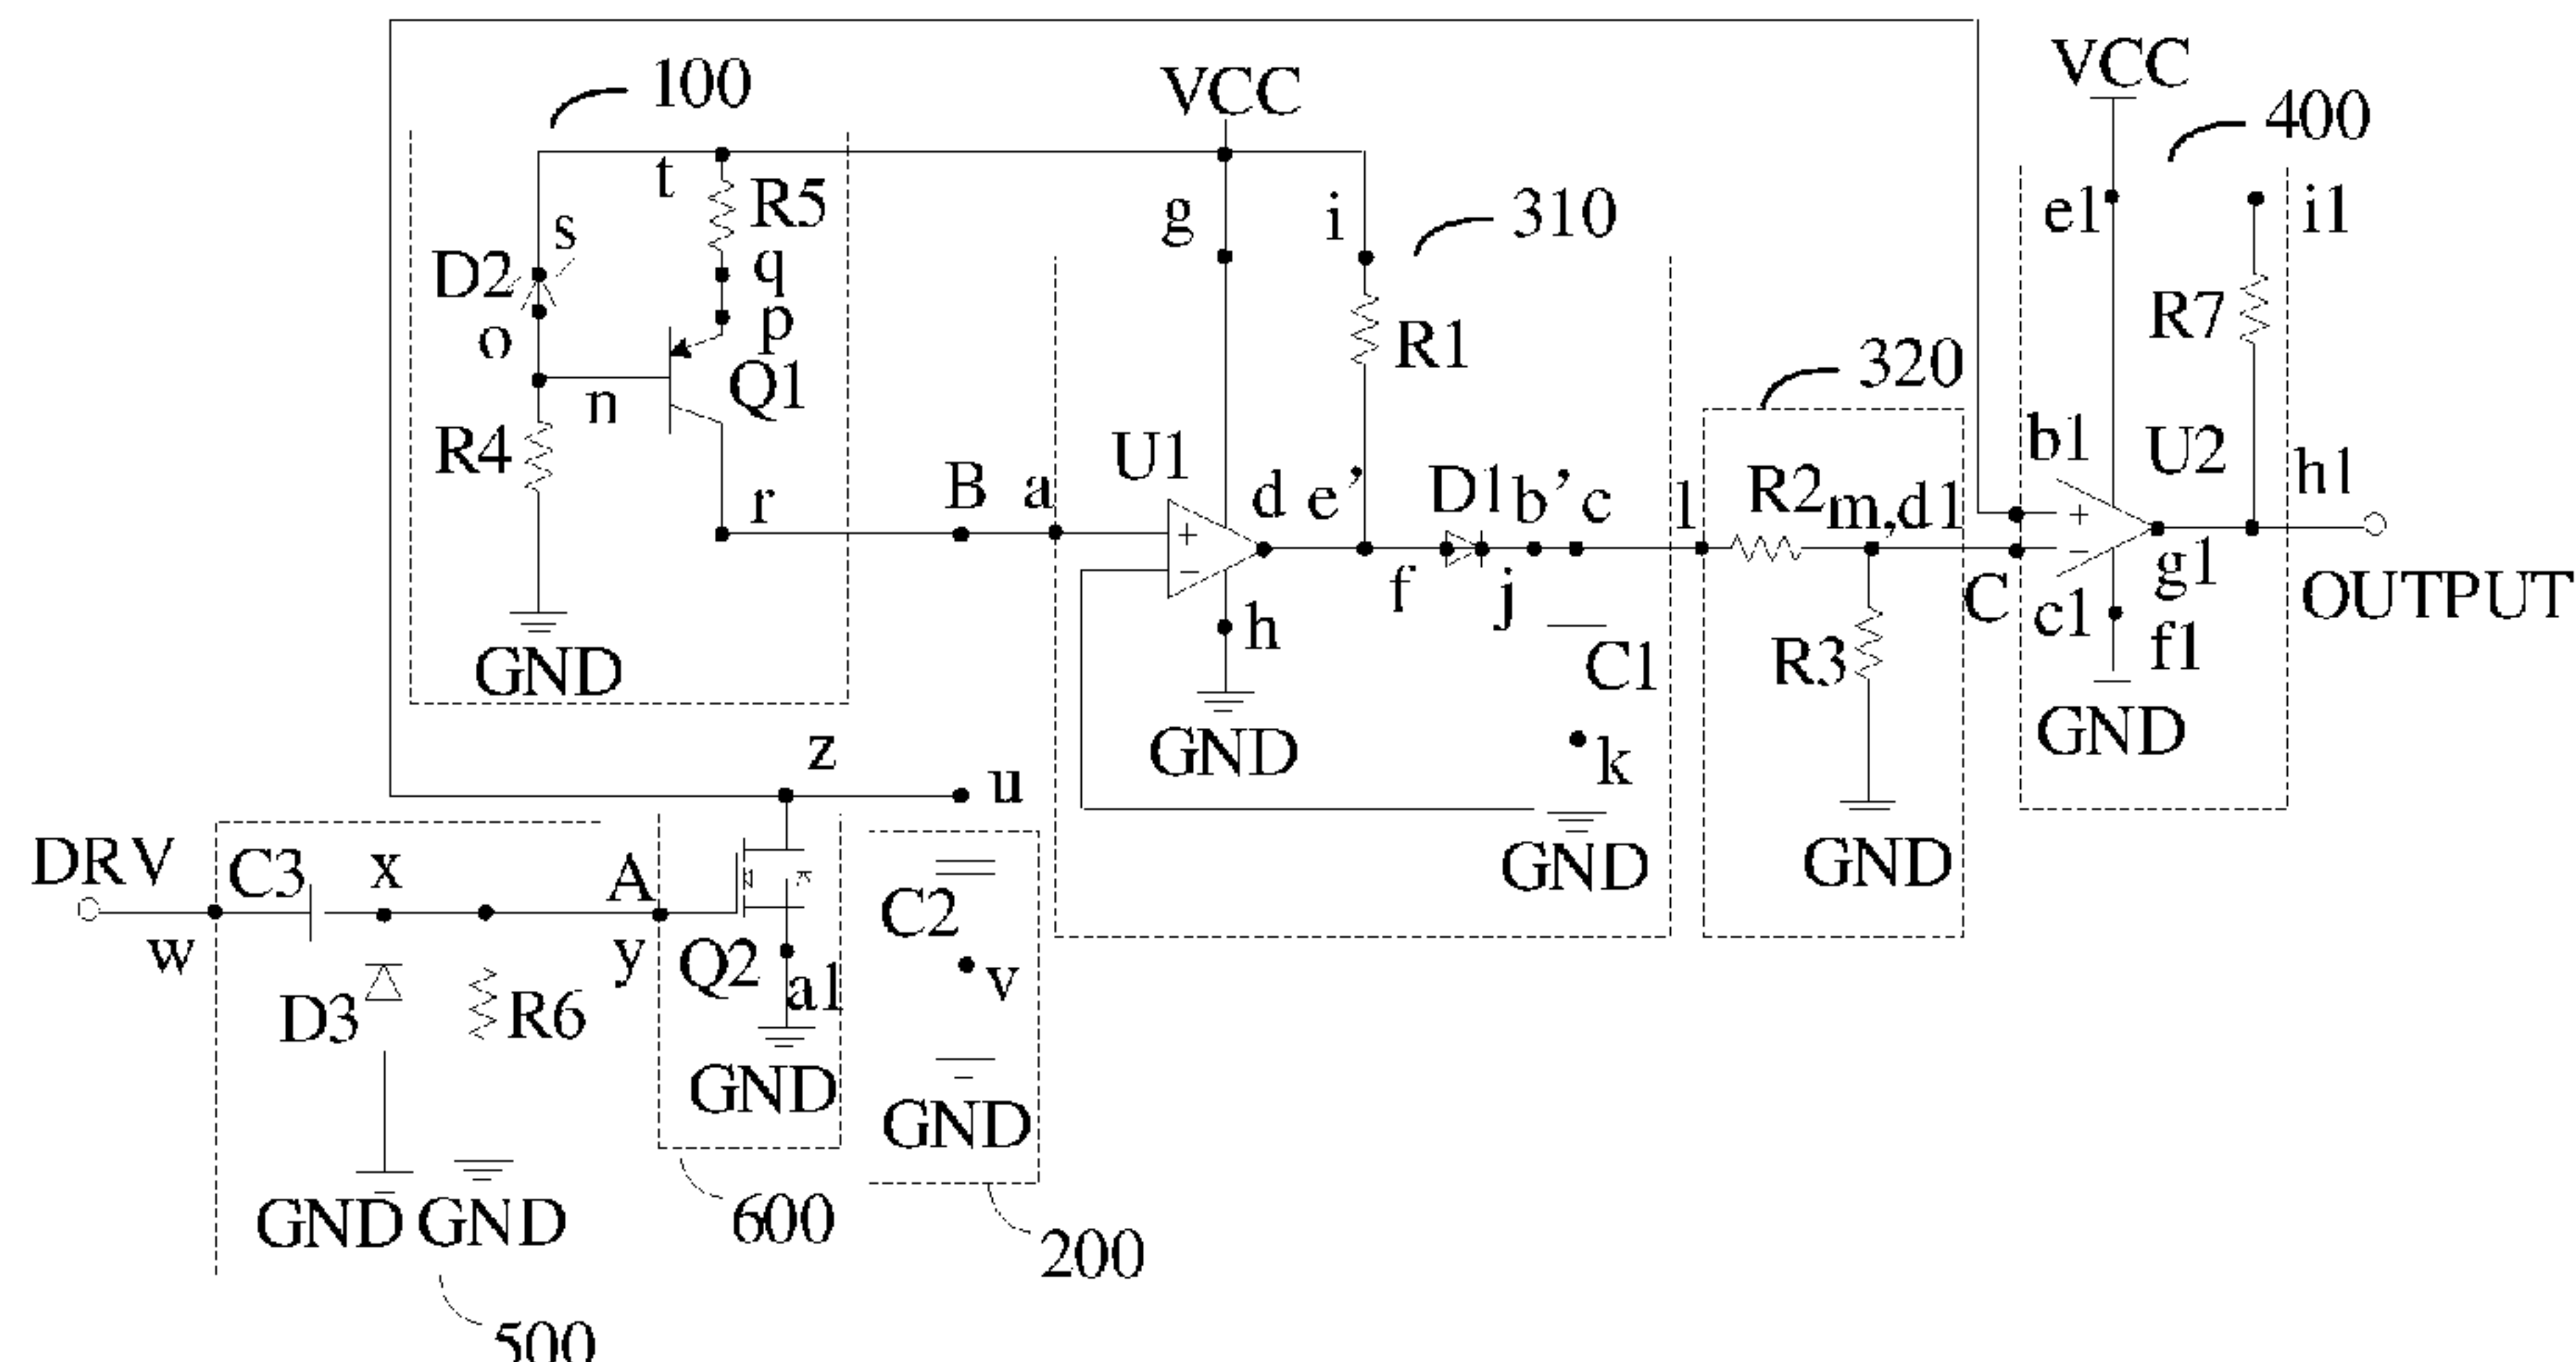 VCC
VCC
100
400
t
R5
g
i
310
e1
i1
s
D2
q
o
p
R1
R7
Q1
320
n
R4
U1
b1
U2
h1
r
B
a
d
e’
D1
b’
c
l
R2
m,d1
f
j
h
C
c1
g1
OUTPUT
R3
C1
f1
GND
GND
k
GND
z
u
DRV
C3
x
A
GND
GND
C2
w
y
Q2
a1
v
D3
R6
GND
GND
GND
GND
600
200
500